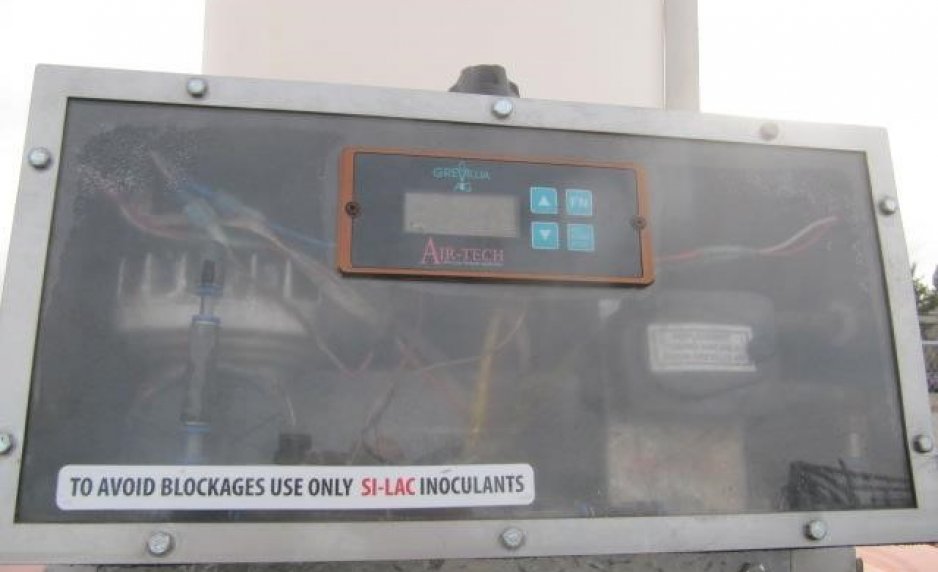 GREVILLIA
AG
FN
AIR-TECH
TO AVOID BLOCKAGES USE ONLY SI-LAC INOCULANTS